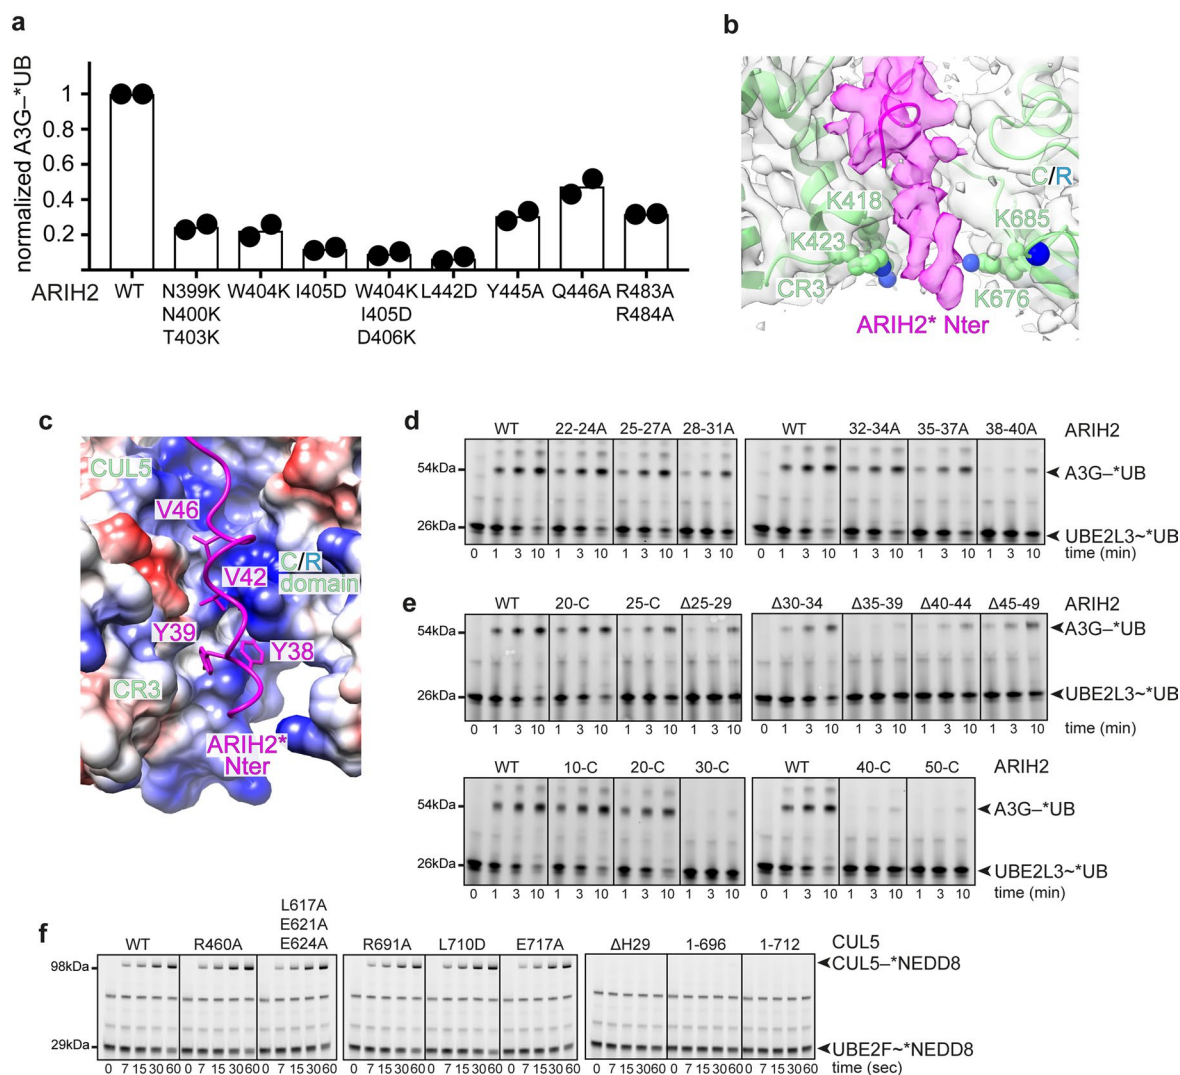 a
normalized A3G–*UB
1
0.8
0.6
0.4
0.2
ARIH2
WT
N399K
N400K
T403K
W404K
I405D
W404K
I405D
D406K
L442D
Y445A
Q446A
R483A
R484A
b
C/R
K418
K685
K423
CR3
K676
ARIH2* Nter
c
CUL5
V46
C/R
domain
V42
Y39
Y38
CR3
ARIH2*
Nter
d
WT 22-24A 25-27A 28-31A WT 32-34A 35-37A 38-40A ARIH2
54kDa A3G–*UB
26kDa UBE2L3~*UB
0 1 3 10 1 3 10 1 3 10 1 3 10 0 1 3 10 1 3 10 1 3 10 1 3 10 time (min)
e
WT 20-C 25-C Δ25-29 Δ30-34 Δ35-39 Δ40-44 Δ45-49 ARIH2
54kDa A3G–*UB
26kDa UBE2L3~*UB
0 1 3 10 1 3 10 1 3 10 1 3 10 1 3 10 1 3 10 1 3 10 1 3 10 time (min)
WT 10-C 20-C 30-C WT 40-C 50-C ARIH2
54kDa A3G–*UB
26kDa UBE2L3~*UB
0 1 3 10 1 3 10 1 3 10 1 3 10 0 1 3 10 1 3 10 1 3 10 time (min)
f
WT R460A L617A
E621A
E624A
R691A L710D E717A ΔH29 1-696 1-712 CUL5
98kDa CUL5–*NEDD8
29kDa UBE2F~*NEDD8
0 7 15 30 60 0 7 15 30 60 0 7 15 30 60 0 7 15 30 60 0 7 15 30 60 0 7 15 30 60 0 7 15 30 60 0 7 15 30 60 0 7 15 30 60 time (sec)